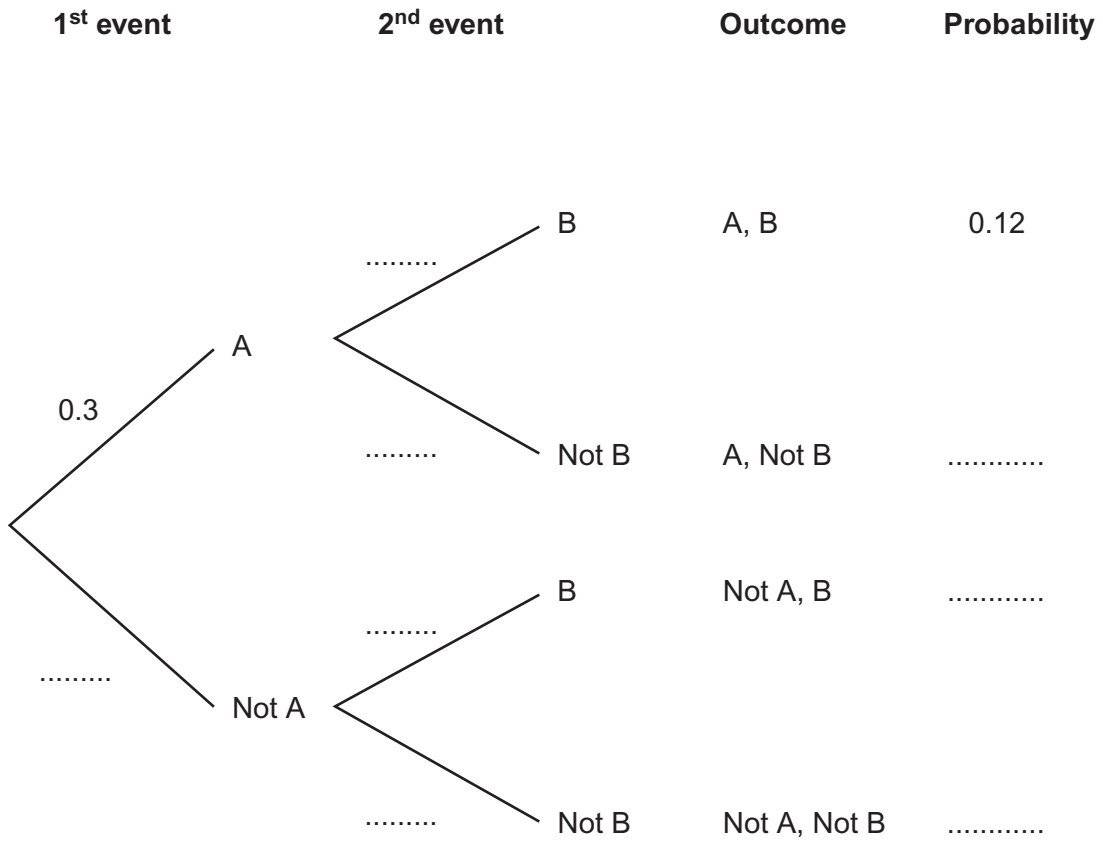 1st event 2nd event Outcome Probability
B A, B 0.12
.........
A
0.3
......... Not B A, Not B ............
B Not A, B ............
.........
.........
Not A
......... Not B Not A, Not B ............